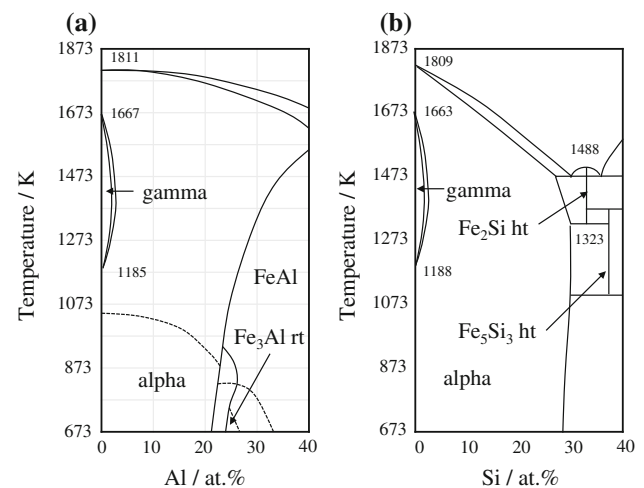 (a)
1873
1673
1473
1273
1073
873
673
Temperature / K
1811
1667
gamma
1185
FeAl
Fe₃Al rt
alpha
0
10
20
30
40
Al / at.%
(b)
1873
1673
1473
1273
1073
873
673
Temperature / K
1809
1663
1488
gamma
Fe₂Si ht
1323
1188
Fe₅Si₃ ht
alpha
0
10
20
30
40
Si / at.%